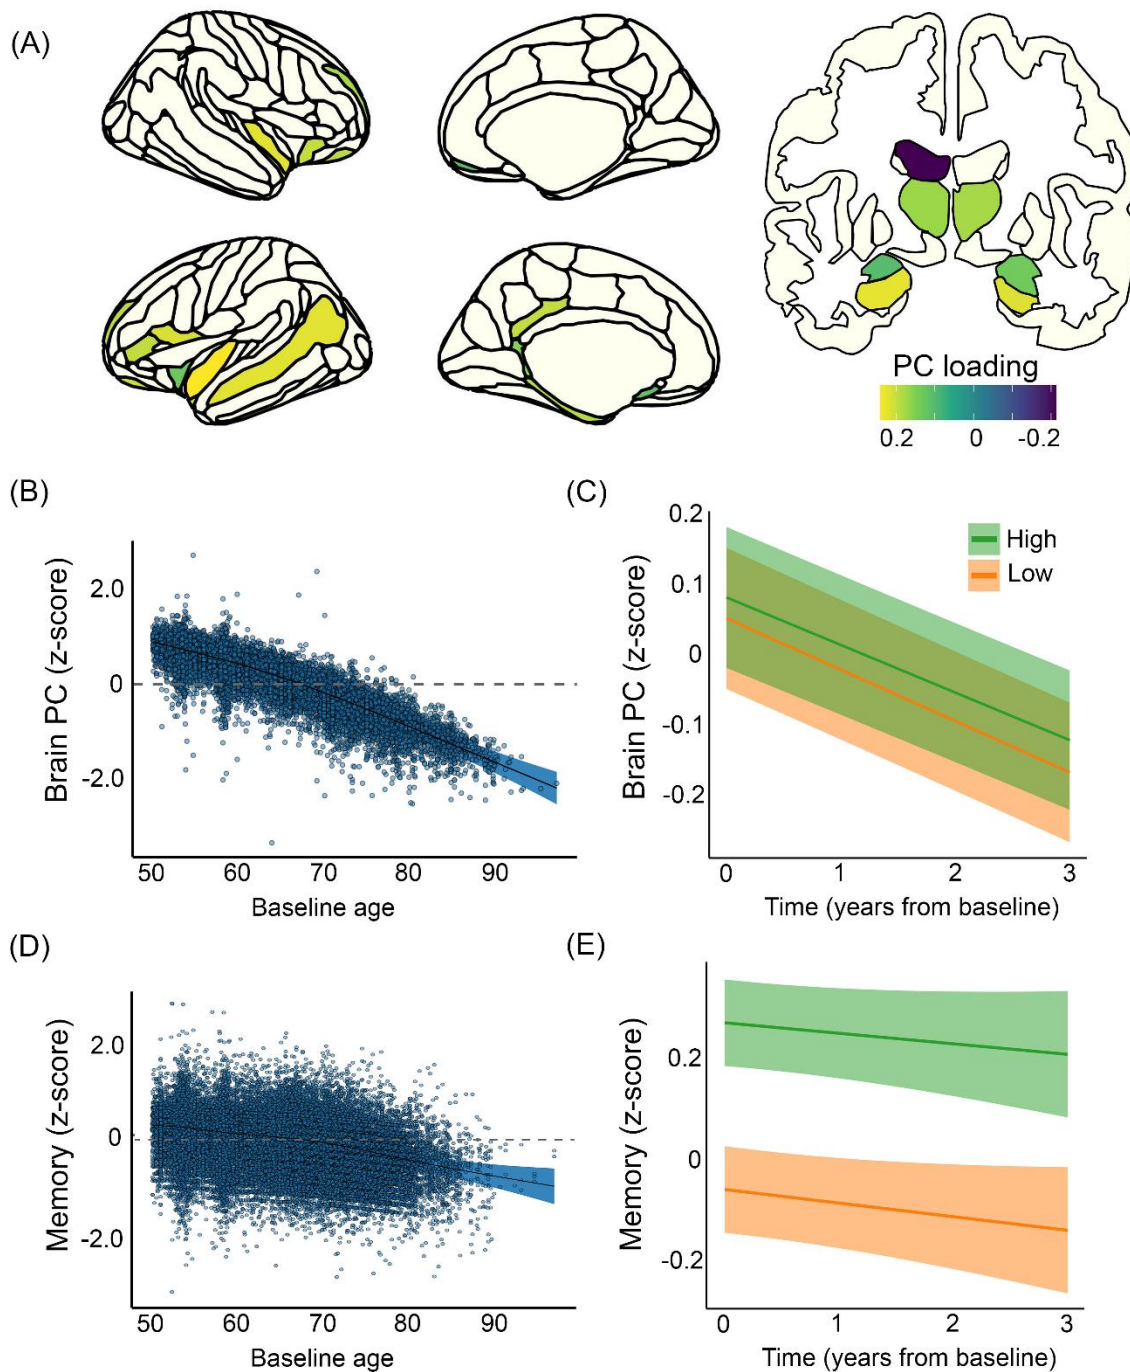 (A)
PC loading
0.2 0 -0.2
(B)
Brain PC (z-score)
2.0
0
-2.0
50 60 70 80 90
Baseline age
(C)
Brain PC (z-score)
0.2
0.1
0
-0.1
-0.2
High
Low
0 1 2 3
Time (years from baseline)
(D)
Memory (z-score)
2.0
0
-2.0
50 60 70 80 90
Baseline age
(E)
Memory (z-score)
0.2
0
-0.2
0 1 2 3
Time (years from baseline)